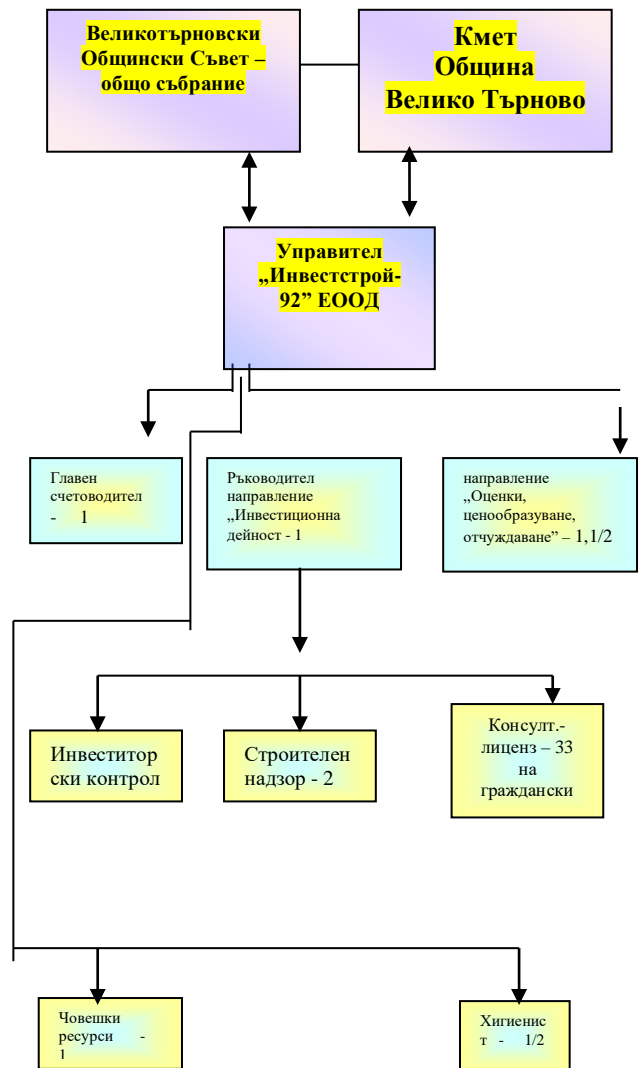 Великотърновски
Общински Съвет –
общо събрание
Кмет
Община
Велико Търново
Управител
„Инвестстрой-
92” ЕООД
Главен
счетоводител
- 1
Ръководител
направление
„Инвестиционна
дейност - 1
направление
„Оценки,
ценообразуване,
отчуждаване” – 1,1/2
Инвеститор
ски контрол
Строителен
надзор - 2
Консулт.-
лиценз – 33
на
граждански
Човешки
ресурси -
1
Хигиенис
т - 1/2